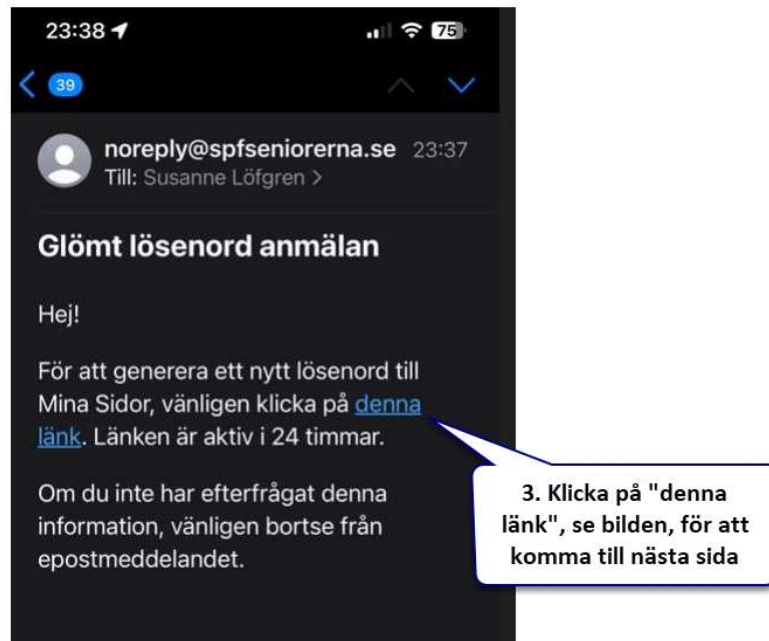 23:38
75
39
noreply@spfseniorerna.se 23:37
Till: Susanne Löfgren >
Glömt lösenord anmälan
Hej!
För att generera ett nytt lösenord till
Mina Sidor, vänligen klicka på denna
länk. Länken är aktiv i 24 timmar.
Om du inte har efterfrågat denna
information, vänligen bortse från
epostmeddelandet.
3. Klicka på "denna
länk", se bilden, för att
komma till nästa sida